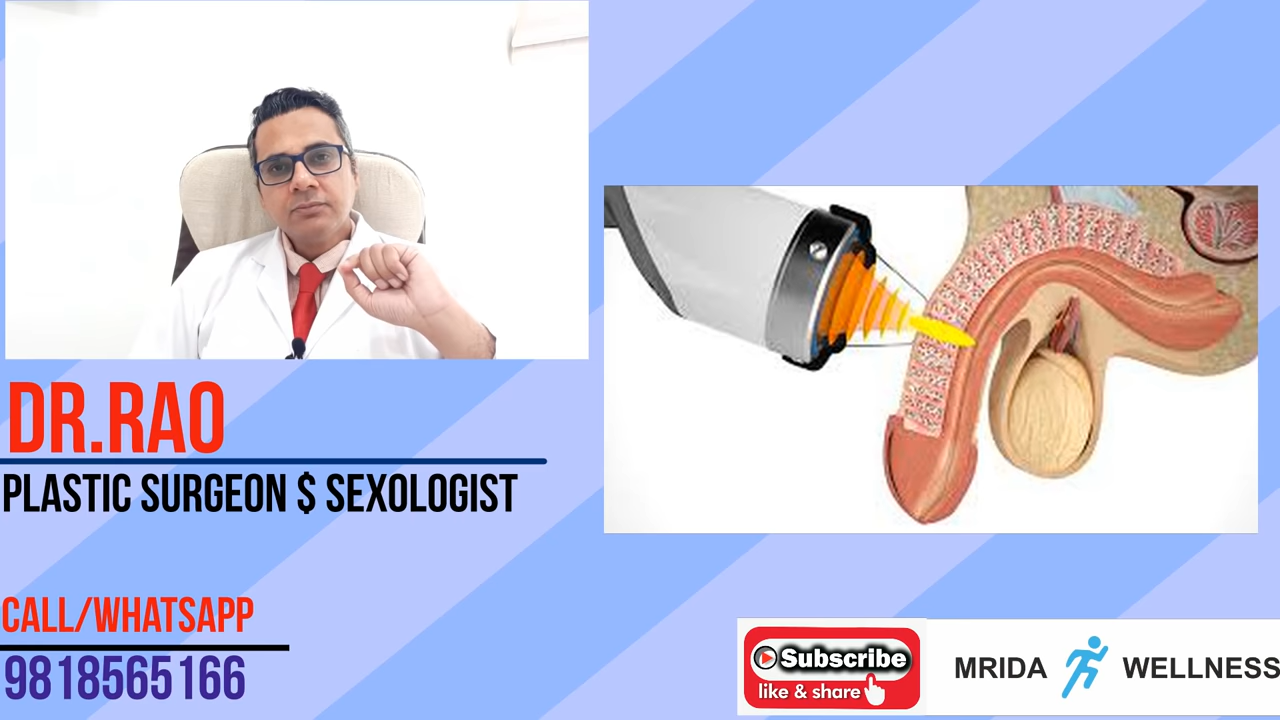 DR.RAO
PLASTIC SURGEON $ SEXOLOGIST
CALL/WHATSAPP
9818565166
Subscribe
like & share
MRIDA WELLNESS